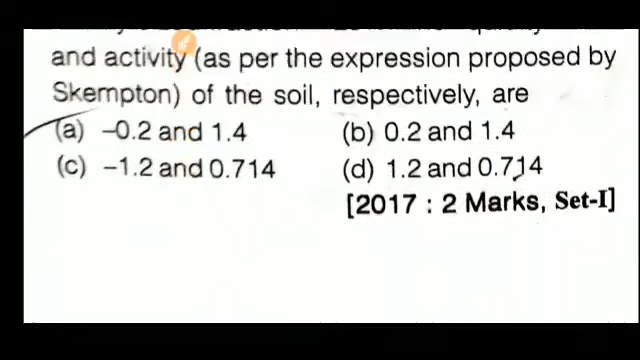 and activity (as per the expression proposed by
Skempton) of the soil, respectively, are
(a) –0.2 and 1.4 (b) 0.2 and 1.4
(c) –1.2 and 0.714 (d) 1.2 and 0.714
[2017 : 2 Marks, Set-I]